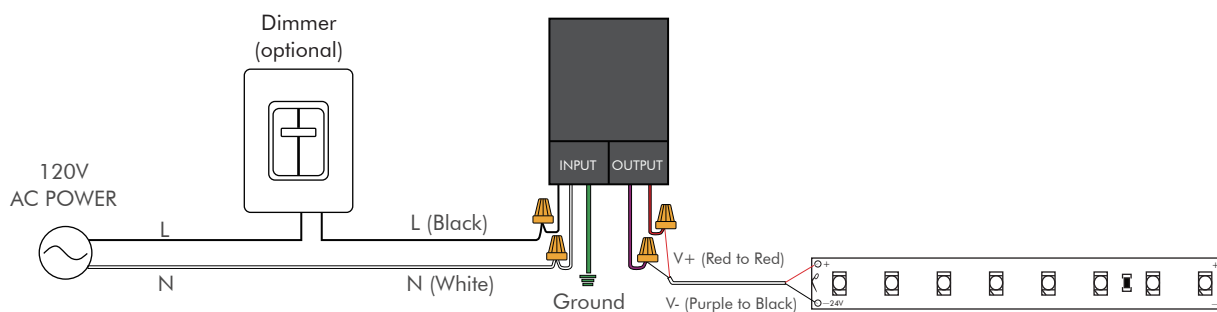 Dimmer
(optional)
120V
AC POWER
L
N
L (Black)
N (White)
INPUT
OUTPUT
Ground
V+ (Red to Red)
V- (Purple to Black)
+
−24V
+
−